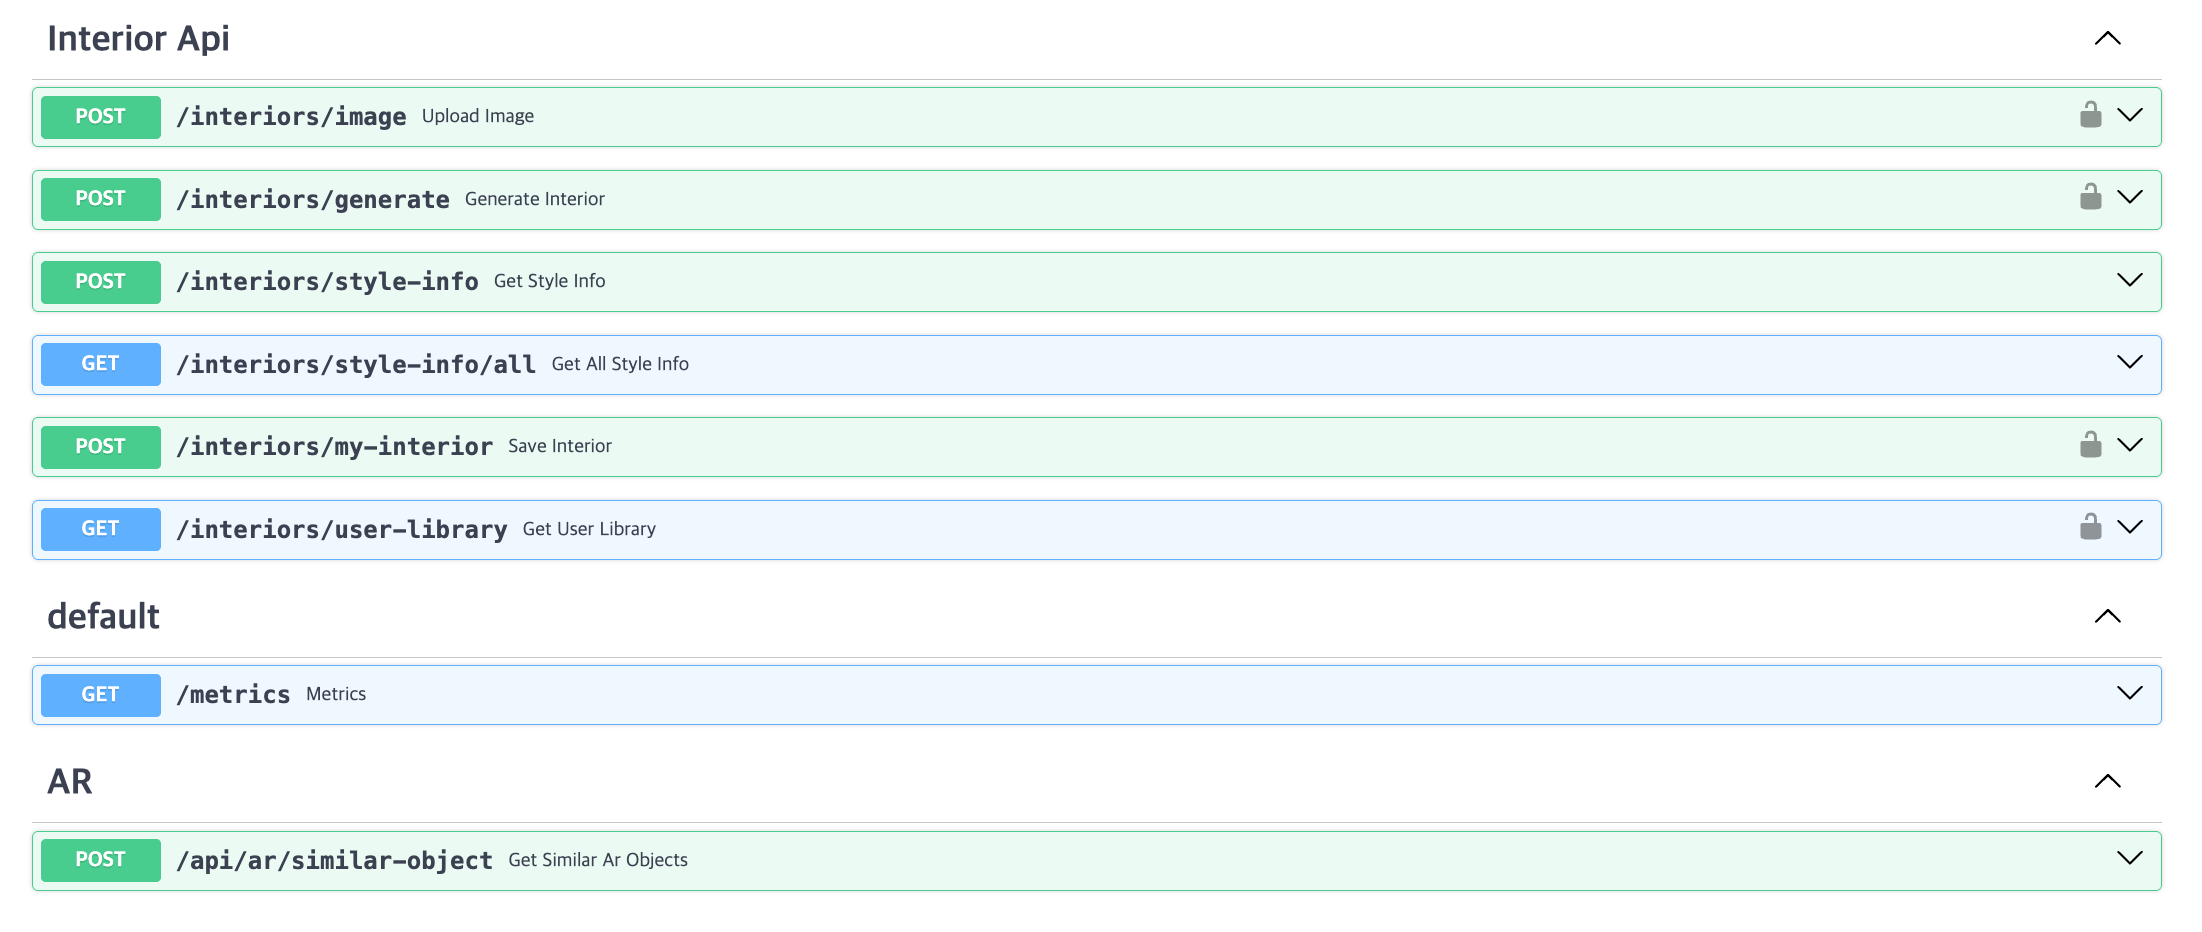 Interior Api
POST /interiors/image Upload Image
POST /interiors/generate Generate Interior
POST /interiors/style-info Get Style Info
GET /interiors/style-info/all Get All Style Info
POST /interiors/my-interior Save Interior
GET /interiors/user-library Get User Library
default
GET /metrics Metrics
AR
POST /api/ar/similar-object Get Similar Ar Objects